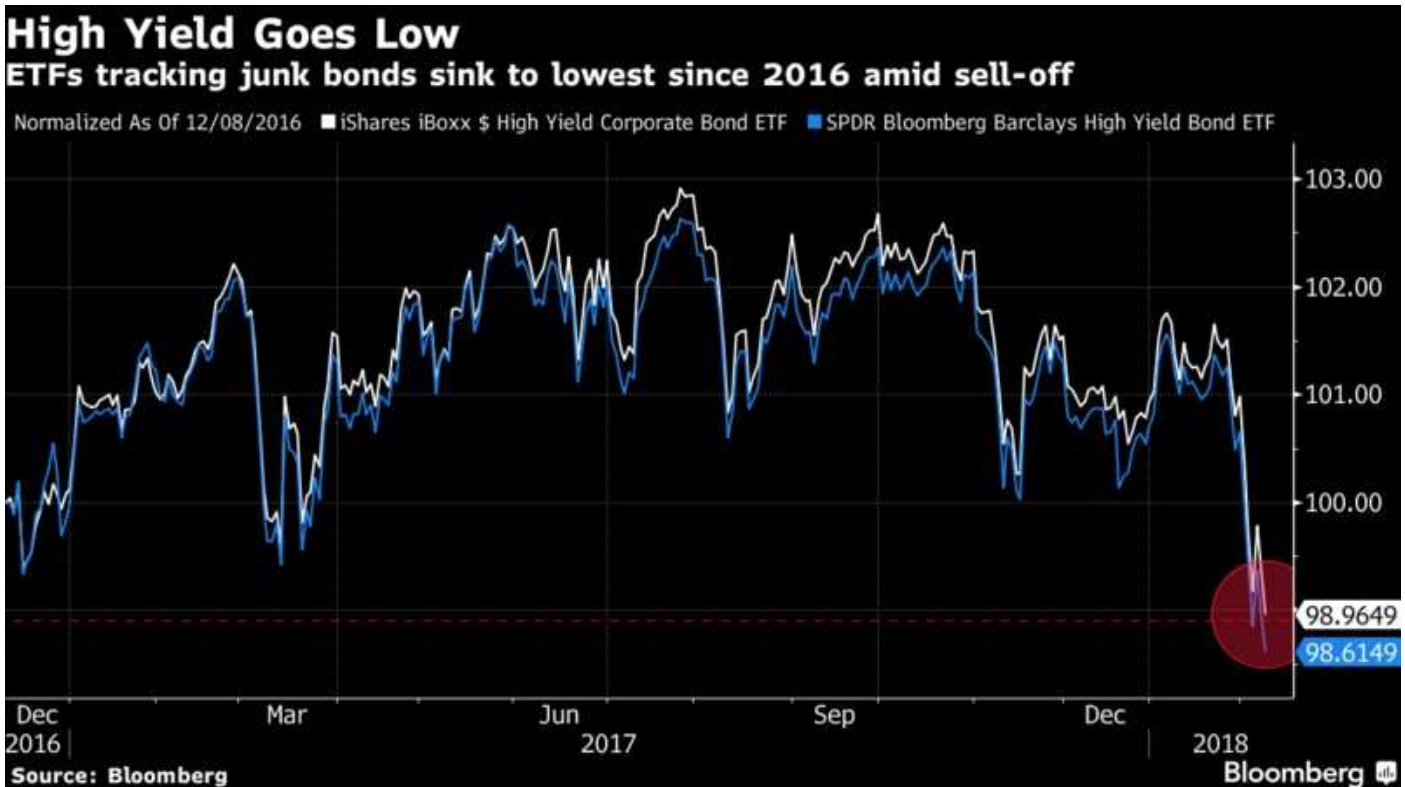 High Yield Goes Low
ETFs tracking junk bonds sink to lowest since 2016 amid sell-off
Normalized As Of 12/08/2016 iShares iBoxx $ High Yield Corporate Bond ETF SPDR Bloomberg Barclays High Yield Bond ETF
103.00
102.00
101.00
100.00
98.9649
98.6149
Dec Mar Jun Sep Dec
2016 2017 2018
Source: Bloomberg Bloomberg